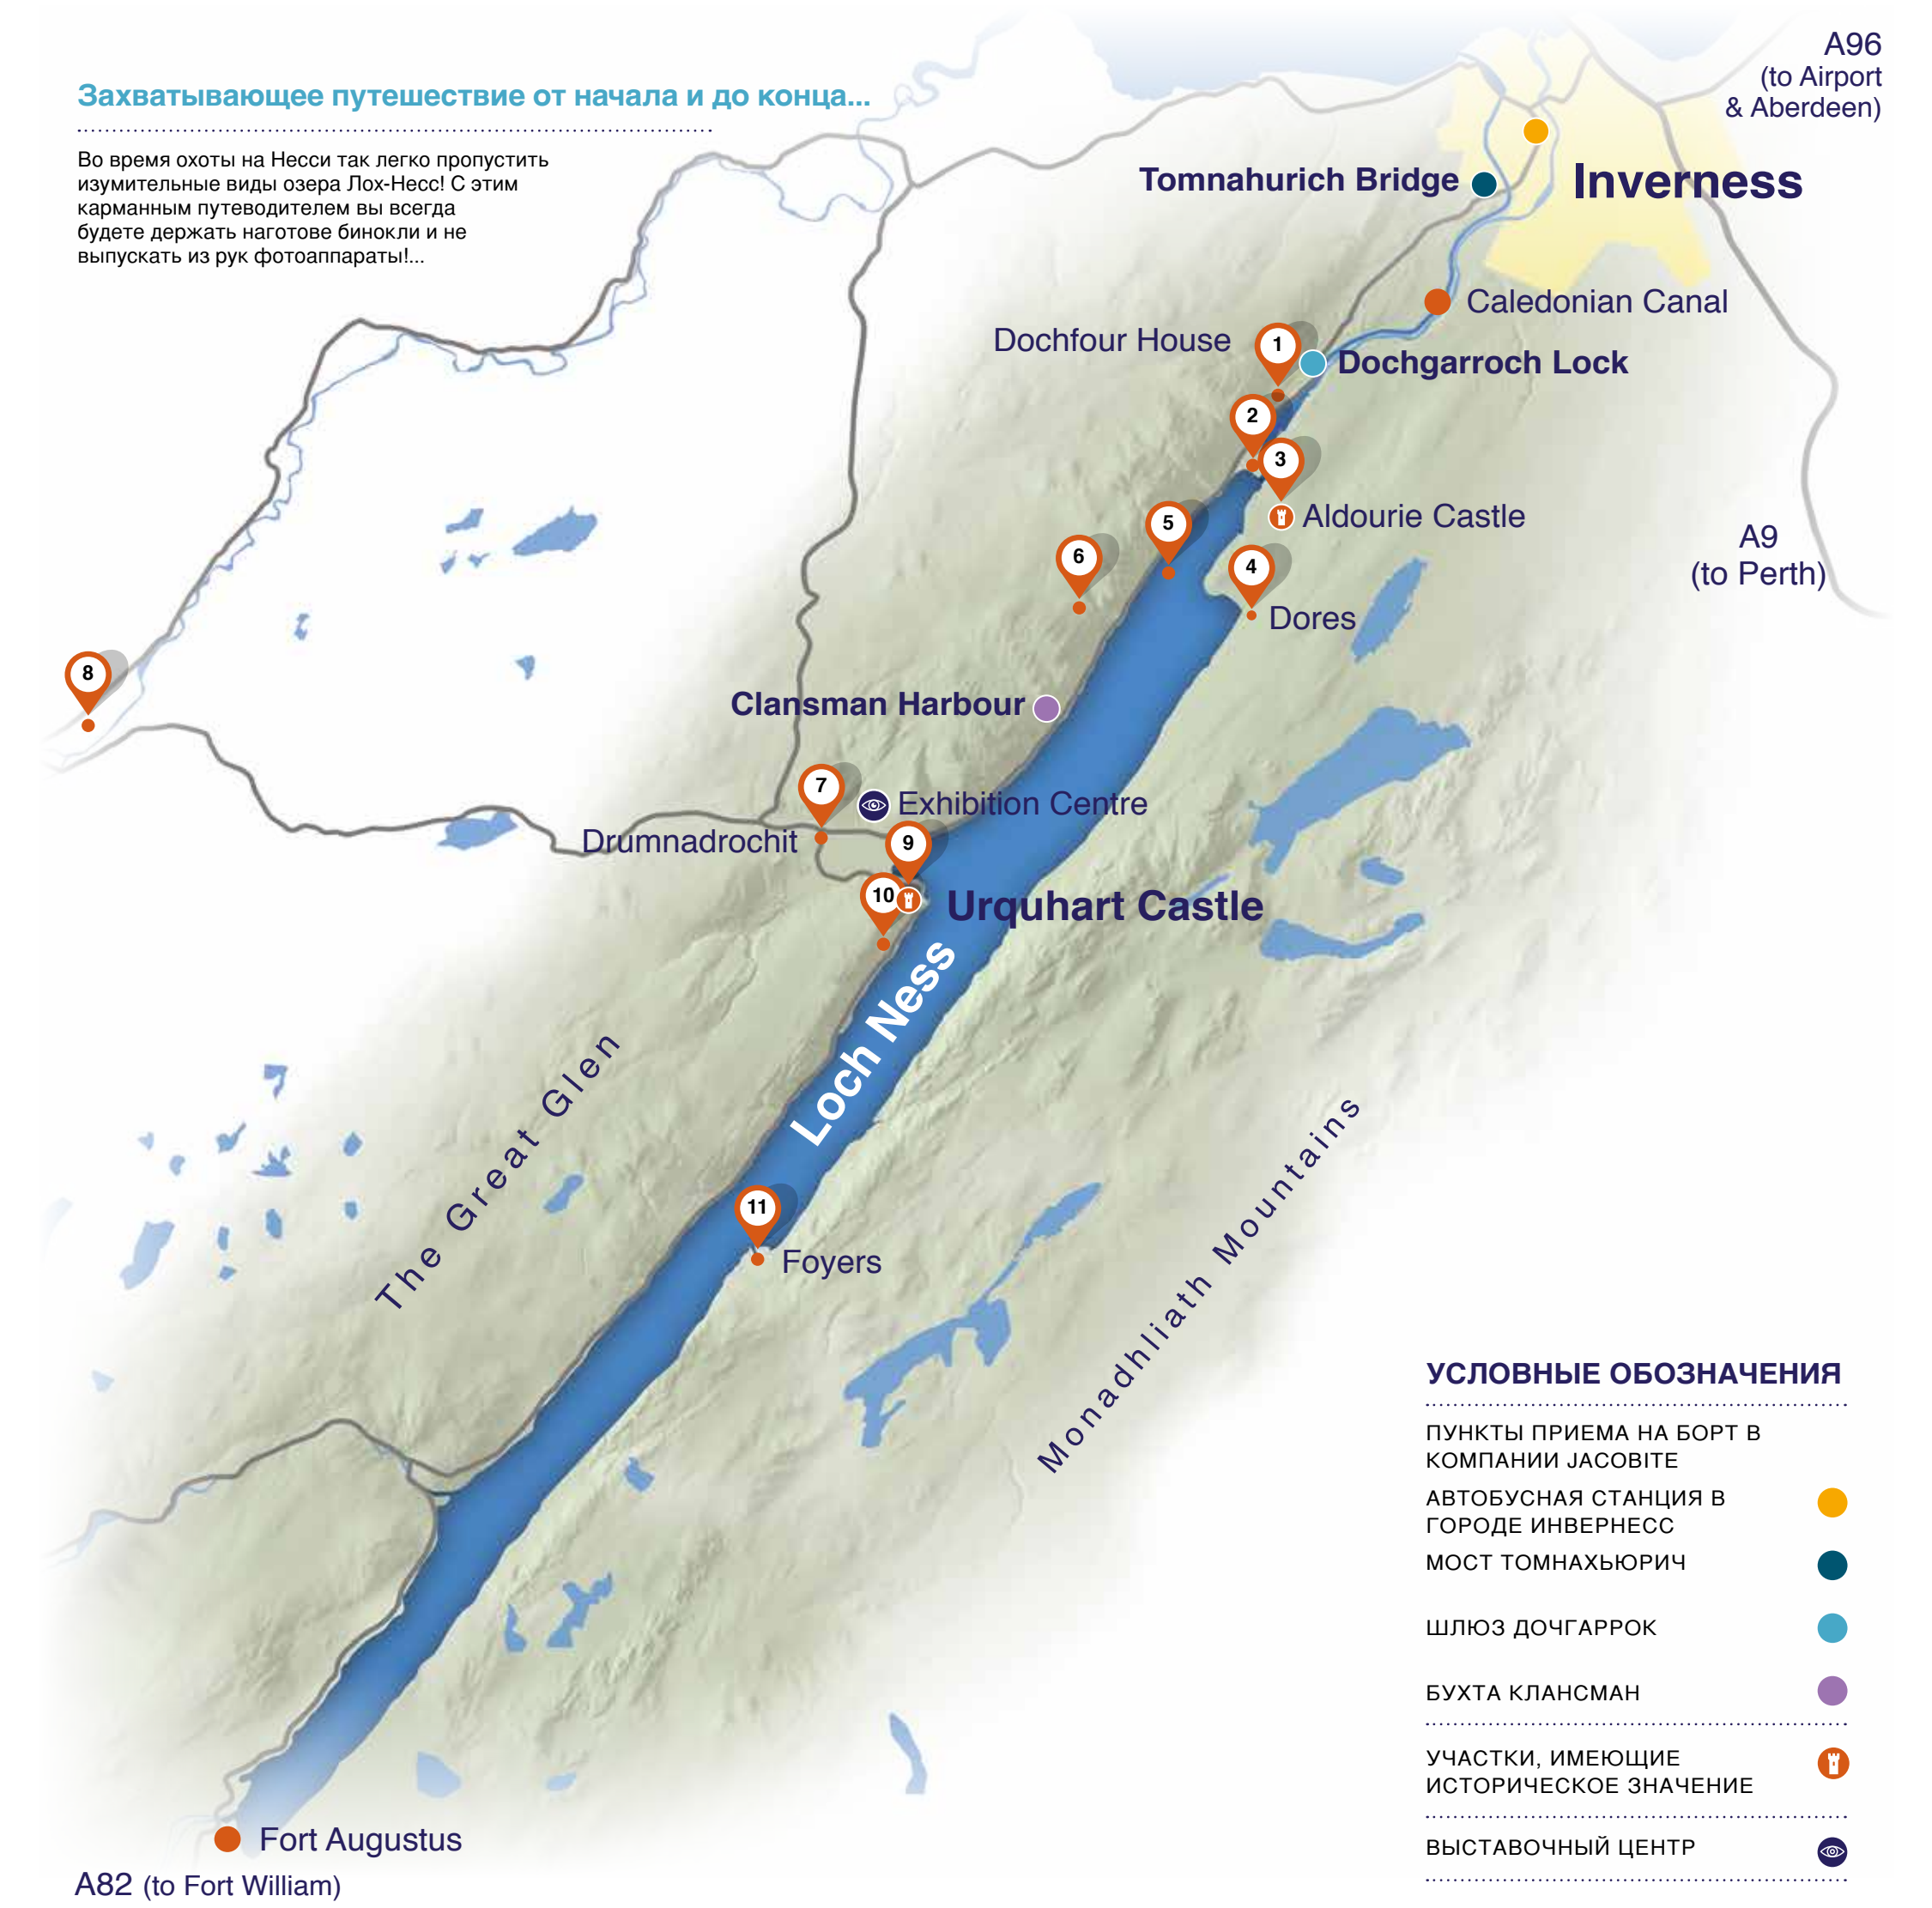 Захватывающее путешествие от начала и до конца...
Во время охоты на Несси так легко пропустить
изумительные виды озера Лох-Несс! С этим
карманным путеводителем вы всегда
будете держать наготове бинокли и не
выпускать из рук фотоаппараты!...
A96
(to Airport
& Aberdeen)
Tomnahurich Bridge
Inverness
Caledonian Canal
Dochfour House
1
Dochgarroch Lock
2
3
Aldourie Castle
5
6
4
Dores
A9
(to Perth)
8
Clansman Harbour
7
Exhibition Centre
Drumnadrochit
9
10
Urquhart Castle
Loch Ness
The Great Glen
Monadhliath Mountains
11
Foyers
УСЛОВНЫЕ ОБОЗНАЧЕНИЯ
ПУНКТЫ ПРИЕМА НА БОРТ В
КОМПАНИИ JACOBITE
АВТОБУСНАЯ СТАНЦИЯ В
ГОРОДЕ ИНВЕРНЕСС
МОСТ ТОМНАХЬЮРИЧ
ШЛЮЗ ДОЧГАРРОК
БУХТА КЛАНСМАН
УЧАСТКИ, ИМЕЮЩИЕ
ИСТОРИЧЕСКОЕ ЗНАЧЕНИЕ
ВЫСТАВОЧНЫЙ ЦЕНТР
Fort Augustus
A82 (to Fort William)